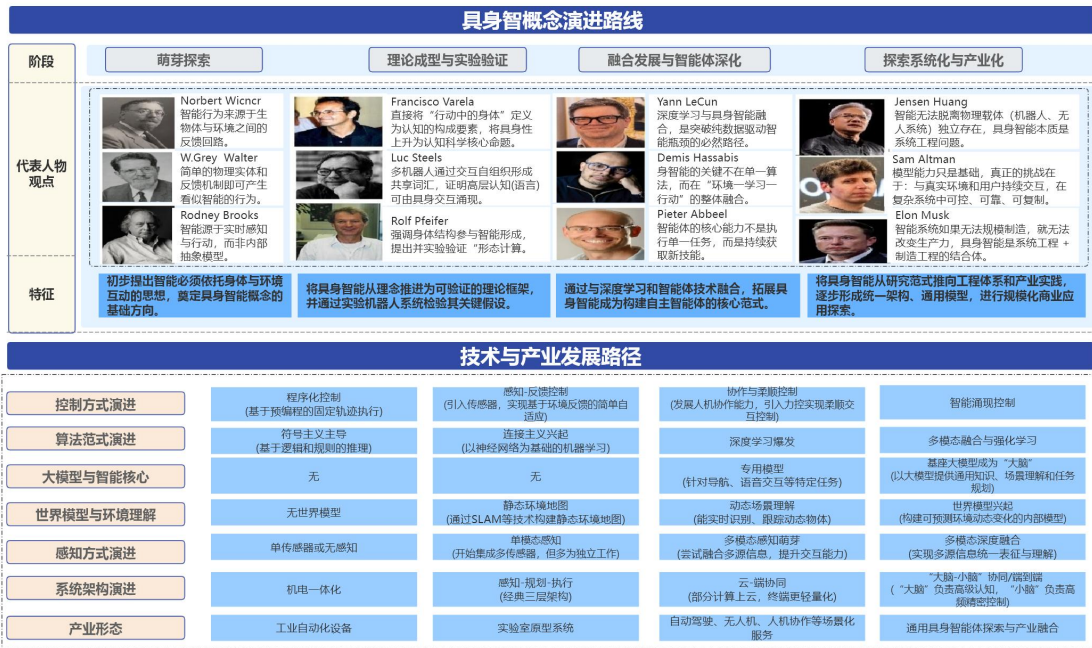 具身智概念演进路线
阶段
萌芽探索
理论成型与实验验证
融合发展与智能体深化
探索系统化与产业化
代表人物
观点
Norbert Wicncr
智能行为来源于生
物体与环境之间的
反馈回路。
W.Grey Walter
简单的物理实体和
反馈机制即可产生
看似智能的行为。
Rodney Brooks
智能源于实时感知
与行动，而非内部
抽象模型。
Francisco Varela
直接将“行动中的身体”定义
为认知的构成要素，将具身性
上升为认知科学核心命题。
Luc Steels
多机器人通过交互自组织形成
共享词汇，证明高层认知(语言)
可由具身交互涌现。
Rolf Pfeifer
强调身体结构参与智能形成，
提出并实验验证“形态计算。
Yann LeCun
深度学习与具身智能融
合，是突破纯数据驱动智
能瓶颈的必然路径。
Demis Hassabis
身智能的关键不在单一算
法，而在“环境一学习一
行动”的整体融合。
Pieter Abbeel
智能体的核心能力不是执
行单一任务，而是持续获
取新技能。
Jensen Huang
智能无法脱离物理载体（机器人、无
人系统）独立存在，具身智能本质是
系统工程问题。
Sam Altman
模型能力只是基础，真正的挑战在
于：与真实环境和用户持续交互，在
复杂系统中可控、可靠、可复制。
Elon Musk
智能系统如果无法规模制造，就无法
改变生产力，具身智能是系统工程 +
制造工程的结合体。
特征
初步提出智能必须依托身体与环境
互动的思想，奠定具身智能概念的
基础方向。
将具身智能从理念推进为可验证的理论框架，
并通过实验机器人系统检验其关键假设。
通过与深度学习和智能体技术融合，拓展具
身智能成为构建自主智能体的核心范式。
将具身智能从研究范式推向工程体系和产业实践，
逐步形成统一架构、通用模型，进行规模化商业应
用探索。
技术与产业发展路径
控制方式演进
程序化控制
(基于预编程的固定轨迹执行)
感知-反馈控制
(引入传感器，实现基于环境反馈的简单自
适应)
协作与柔顺控制
(发展人机协作能力，引入力控实现柔顺交
互控制)
智能涌现控制
算法范式演进
符号主义主导
(基于逻辑和规则的推理)
连接主义兴起
(以神经网络为基础的机器学习)
深度学习爆发
多模态融合与强化学习
大模型与智能核心
无
无
专用模型
(针对导航、语音交互等特定任务)
基座大模型成为“大脑”
(以大模型提供通用知识、场景理解和任务
规划)
世界模型与环境理解
无世界模型
静态环境地图
(通过SLAM等技术构建静态环境地图)
动态场景理解
(能实时识别、跟踪动态物体)
世界模型兴起
(构建可预测环境动态变化的内部模型)
感知方式演进
单传感器或无感知
单模态感知
(开始集成多传感器，但多为独立工作)
多模态感知萌芽
(尝试融合多源信息，提升交互能力)
多模态深度融合
(实现多源信息统一表征与理解)
系统架构演进
机电一体化
感知-规划-执行
(经典三层架构)
云-端协同
(部分计算上云，终端更轻量化)
“大脑-小脑”协同/端到端
(“大脑”负责高级认知，“小脑”负责高
频精密控制)
产业形态
工业自动化设备
实验室原型系统
自动驾驶、无人机、人机协作等场景化
服务
通用具身智能体探索与产业融合